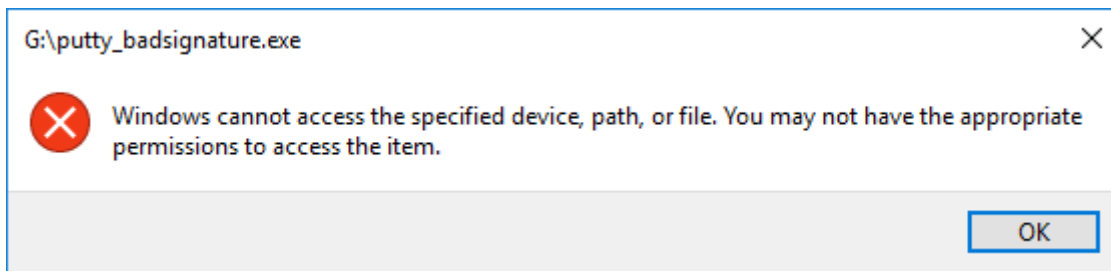 G:\putty_badsignature.exe
Windows cannot access the specified device, path, or file. You may not have the appropriate
permissions to access the item.
OK